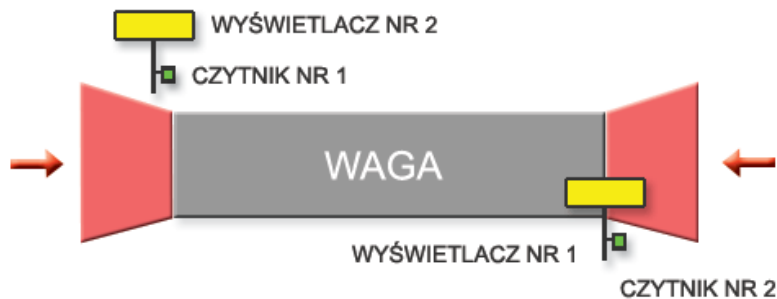 WYŚWIETLACZ NR 2
CZYTNIK NR 1
WAGA
WYŚWIETLACZ NR 1
CZYTNIK NR 2